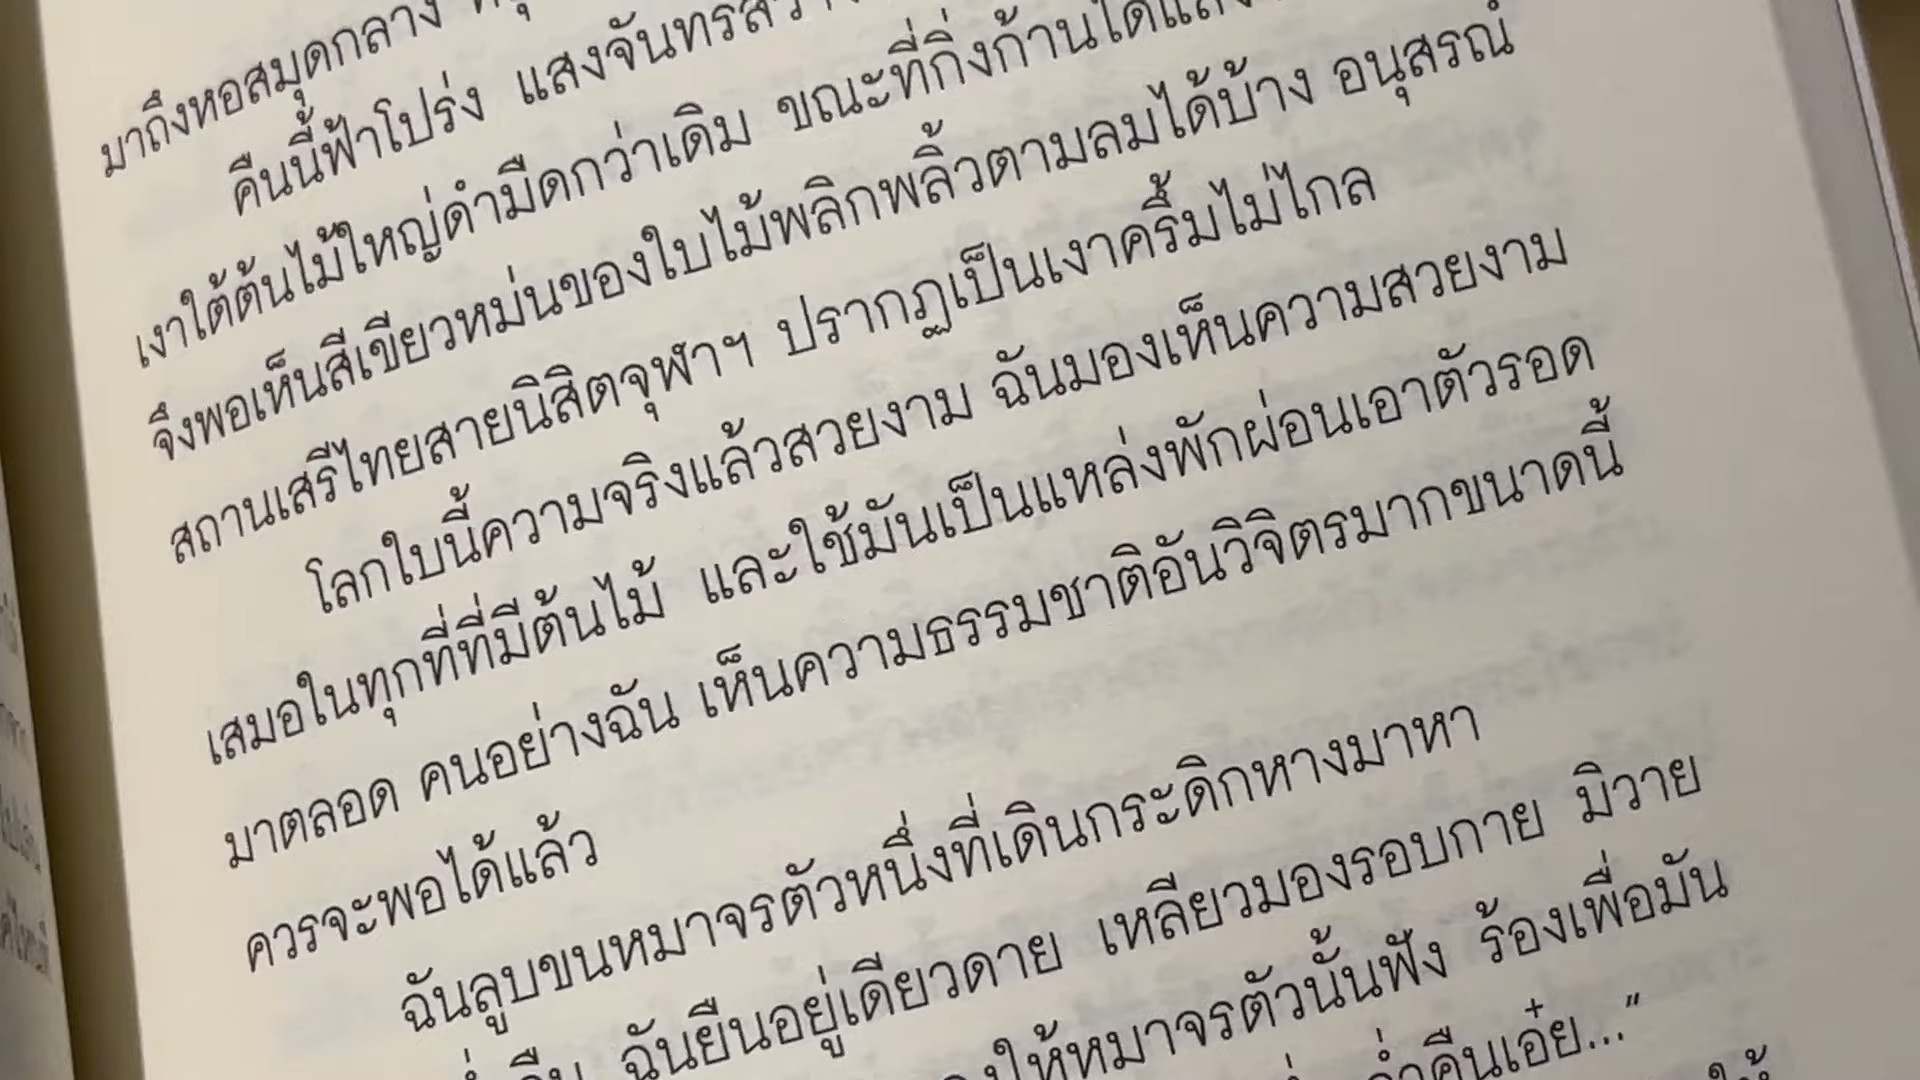 มาถึงหอสมุดกลาง
คืนนี้ฟ้าโปร่ง แสงจันทร์
เงาใต้ต้นไม้ใหญ่ดำมืดกว่าเดิม ขณะที่กิ่งก้านได้
จึงพอเห็นสีเขียวหม่นของใบไม้พลิกพลิ้วตามลมได้บ้าง อนุสรณ์
สถานเสรีไทยสายนิสิตจุฬาฯ ปรากฏเป็นเงาครึ้มไม่ไกล
โลกใบนี้ความจริงแล้วสวยงาม ฉันมองเห็นความสวยงาม
เสมอในทุกที่ที่มีต้นไม้ และใช้มันเป็นแหล่งพักผ่อนเอาตัวรอด
มาตลอด คนอย่างฉัน เห็นความธรรมชาติอันวิจิตรมากขนาดนี้
ควรจะพอได้แล้ว
ฉันลูบขนหมาจรตัวหนึ่งที่เดินกระดิกหางมาหา
ฉันยืนอยู่เดียวดาย เหลียวมองรอบกาย มิวาย
ให้หมาจรตัวนั้นฟัง ร้องเพื่อมัน
ค่ำคืนเอ๋ย..."